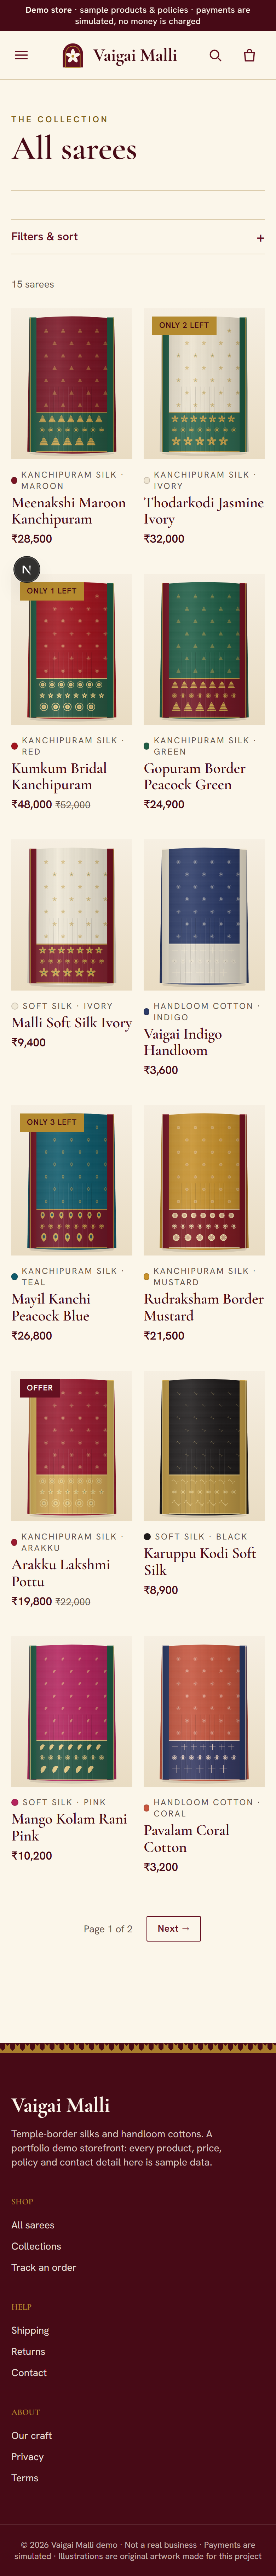 Demo store · sample products & policies · payments are
simulated, no money is charged
Vaigai Malli
THE COLLECTION
All sarees
Filters & sort +
15 sarees
ONLY 2 LEFT
KANCHIPURAM SILK ·
MAROON
Meenakshi Maroon
Kanchipuram
₹28,500
KANCHIPURAM SILK ·
IVORY
Thodarkodi Jasmine
Ivory
₹32,000
N
ONLY 1 LEFT
KANCHIPURAM SILK ·
RED
Kumkum Bridal
Kanchipuram
₹48,000 ₹52,000
KANCHIPURAM SILK ·
GREEN
Gopuram Border
Peacock Green
₹24,900
SOFT SILK · IVORY
Malli Soft Silk Ivory
₹9,400
HANDLOOM COTTON ·
INDIGO
Vaigai Indigo
Handloom
₹3,600
ONLY 3 LEFT
KANCHIPURAM SILK ·
TEAL
Mayil Kanchi
Peacock Blue
₹26,800
KANCHIPURAM SILK ·
MUSTARD
Rudraksham Border
Mustard
₹21,500
OFFER
KANCHIPURAM SILK ·
ARAKKU
Arakku Lakshmi
Pottu
₹19,800 ₹22,000
SOFT SILK · BLACK
Karuppu Kodi Soft
Silk
₹8,900
SOFT SILK · PINK
Mango Kolam Rani
Pink
₹10,200
HANDLOOM COTTON ·
CORAL
Pavalam Coral
Cotton
₹3,200
Page 1 of 2
Next →
Vaigai Malli
Temple-border silks and handloom cottons. A
portfolio demo storefront: every product, price,
policy and contact detail here is sample data.
SHOP
All sarees
Collections
Track an order
HELP
Shipping
Returns
Contact
ABOUT
Our craft
Privacy
Terms
© 2026 Vaigai Malli demo · Not a real business · Payments are
simulated · Illustrations are original artwork made for this project